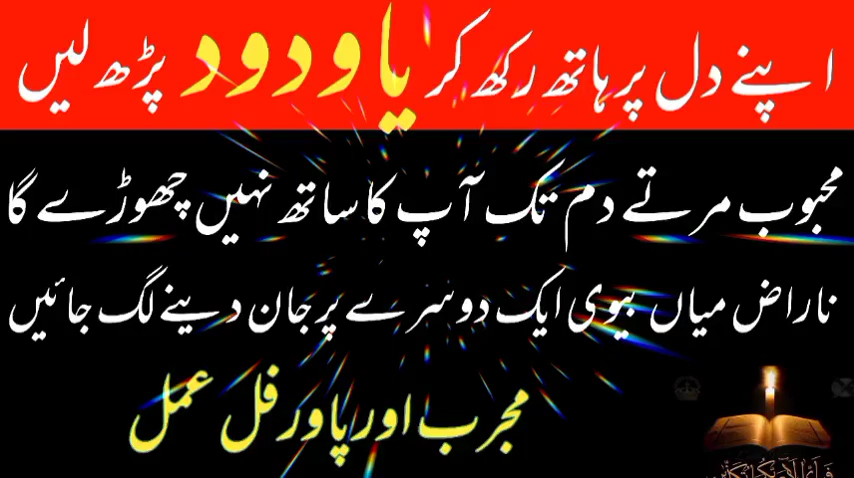 اپنے دل پر ہاتھ رکھ کر یا ودود پڑھ لیں
محبوب مرتے دم تک آپ کا ساتھ نہیں چھوڑے گا
ناراض میاں بیوی ایک دوسرے پر جان دینے لگ جائیں
مجرب اور پاور فل عمل